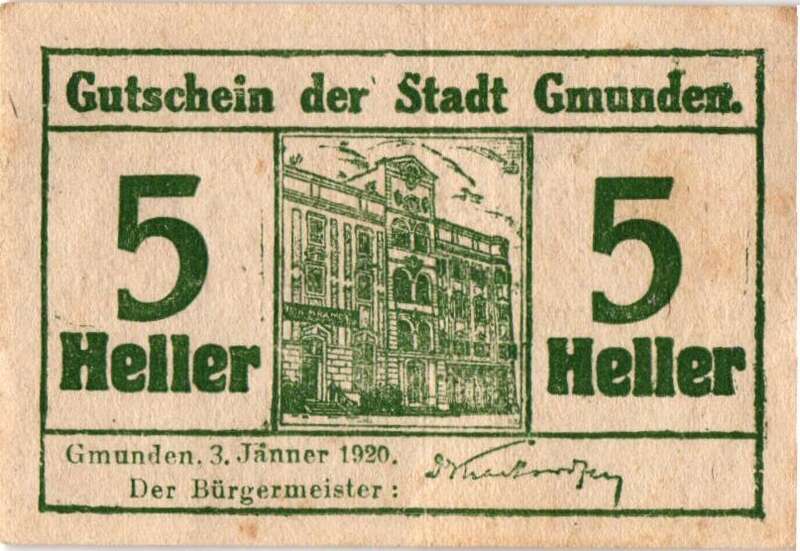 Gutschein der Stadt Gmunden.
5
Heller
5
Heller
Gmunden, 3. Jänner 1920.
Der Bürgermeister: